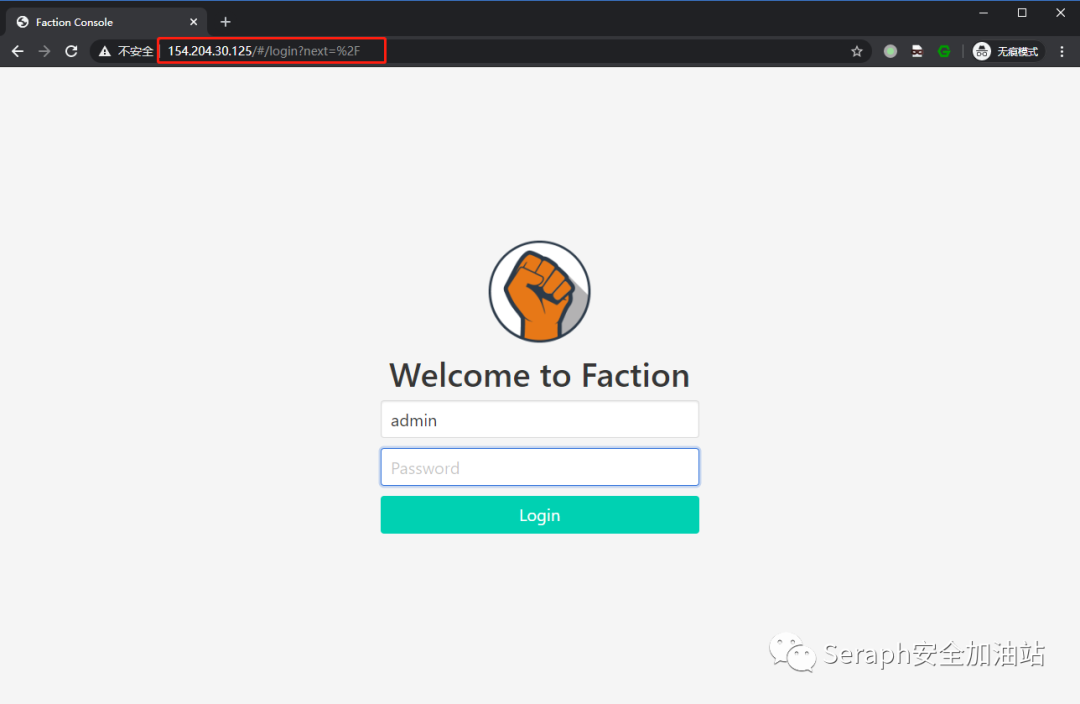 Faction Console
不安全
154.204.30.125/#/login?next=%2F
无痕模式
Welcome to Faction
admin
Password
Login
Seraph安全加油站